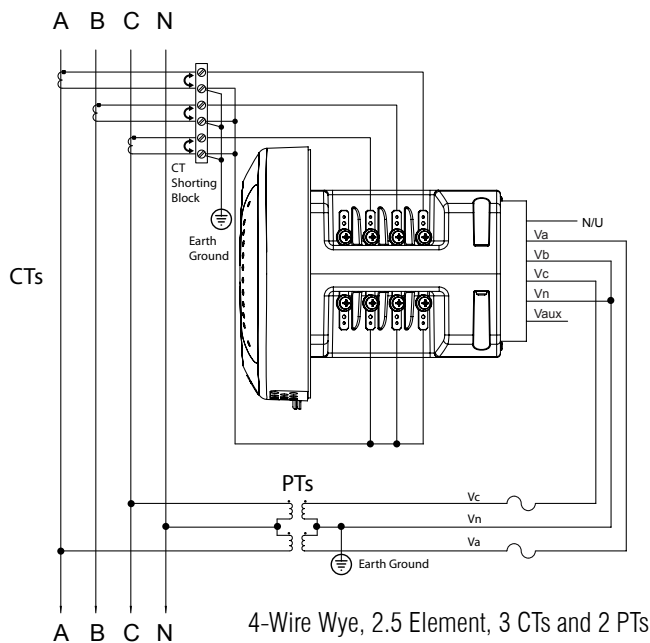 A B C N
CT
Shorting
Block
Earth
Ground
N/U
Va
Vb
Vc
Vn
Vaux
CTs
PTs
Vc
Vn
Va
Earth Ground
A B C N
4-Wire Wye, 2.5 Element, 3 CTs and 2 PTs